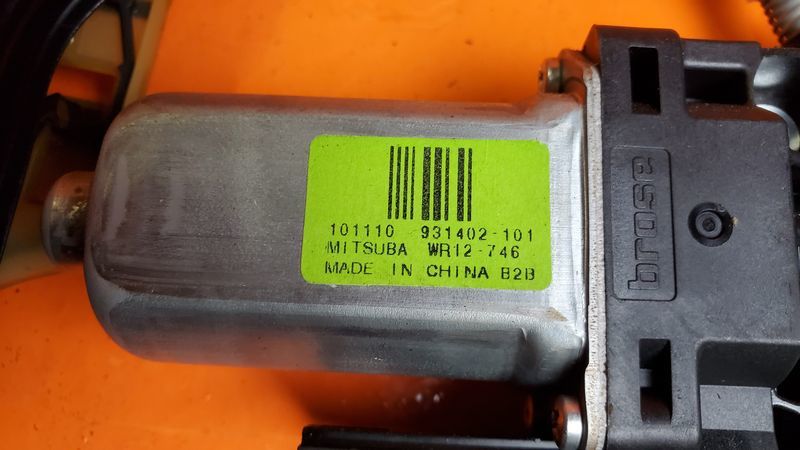 101110 931402-101
MITSUBA WR12-746
MADE IN CHINA B2B
brose